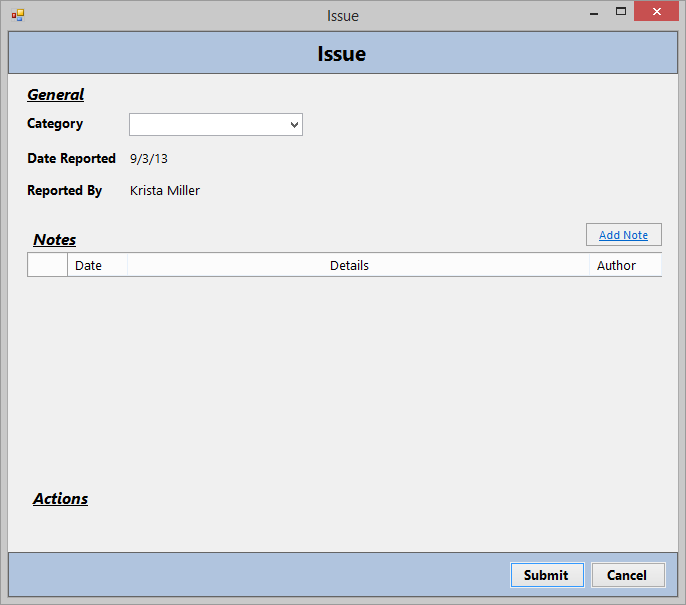 Issue
Issue
General
Category
Date Reported 9/3/13
Reported By Krista Miller
Notes Add Note
Date Details Author
Actions
Submit Cancel